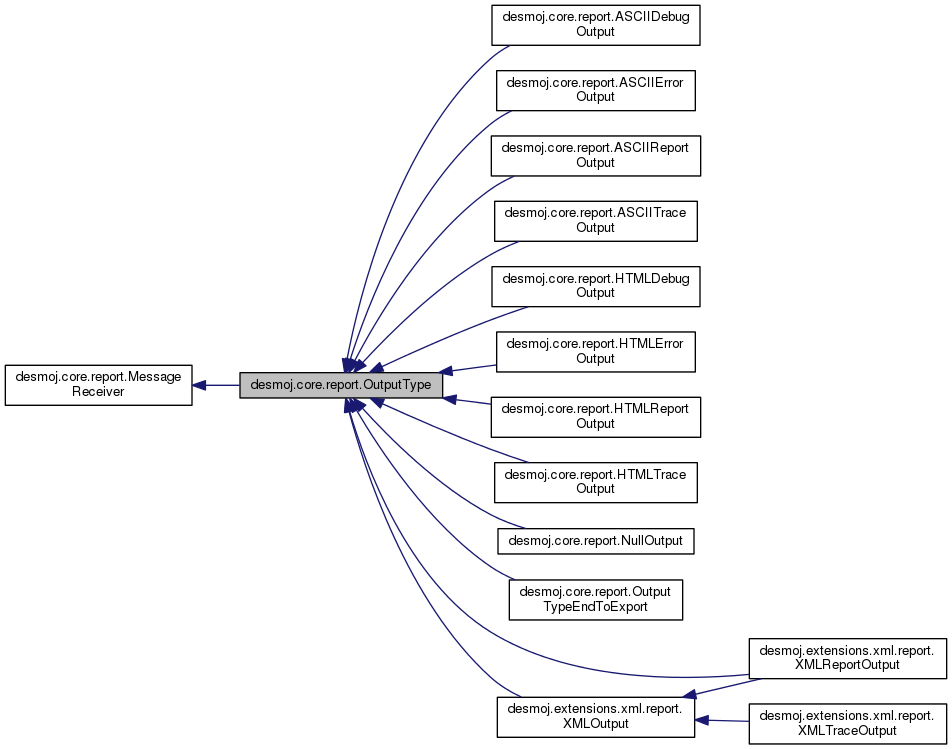 desmoj.core.report.ASCIIDebug
Output
desmoj.core.report.ASCIIError
Output
desmoj.core.report.ASCIIReport
Output
desmoj.core.report.ASCIITrace
Output
desmoj.core.report.HTMLDebug
Output
desmoj.core.report.HTMLError
Output
desmoj.core.report.Message
Receiver
desmoj.core.report.OutputType
desmoj.core.report.HTMLReport
Output
desmoj.core.report.HTMLTrace
Output
desmoj.core.report.NullOutput
desmoj.core.report.Output
TypeEndToExport
desmoj.extensions.xml.report.
XMLReportOutput
desmoj.extensions.xml.report.
XMLOutput
desmoj.extensions.xml.report.
XMLTraceOutput